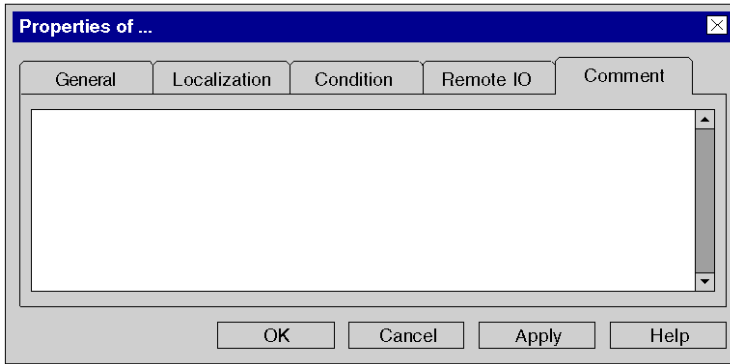 Properties of ...
General Localization Condition Remote IO Comment
OK Cancel Apply Help